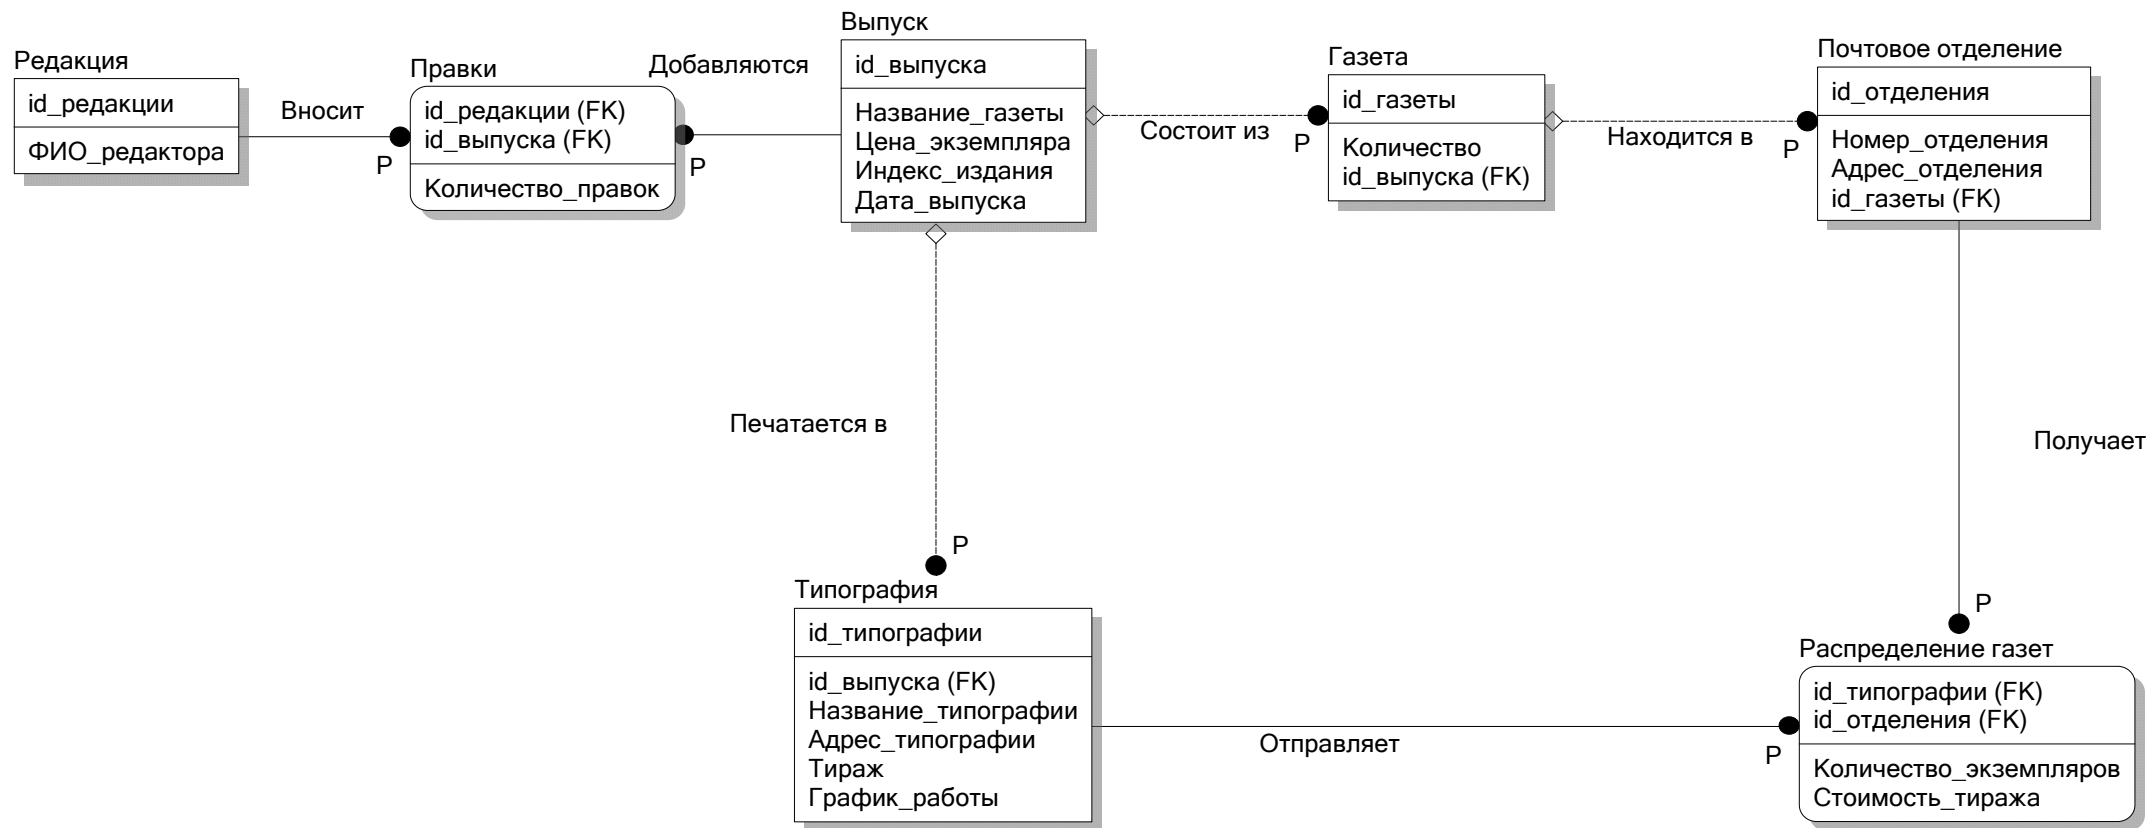 Редакция
id_редакции
ФИО_редактора
Вносит
P
Правки
id_редакции (FK)
id_выпуска (FK)
Количество_правок
Добавляются
P
Выпуск
id_выпуска
Название_газеты
Цена_экземпляра
Индекс_издания
Дата_выпуска
Состоит из
P
Газета
id_газеты
Количество
id_выпуска (FK)
Находится в
P
Почтовое отделение
id_отделения
Номер_отделения
Адрес_отделения
id_газеты (FK)
Печатается в
P
Получает
P
Типография
id_типографии
id_выпуска (FK)
Название_типографии
Адрес_типографии
Тираж
График_работы
Отправляет
P
Распределение газет
id_типографии (FK)
id_отделения (FK)
Количество_экземпляров
Стоимость_тиража